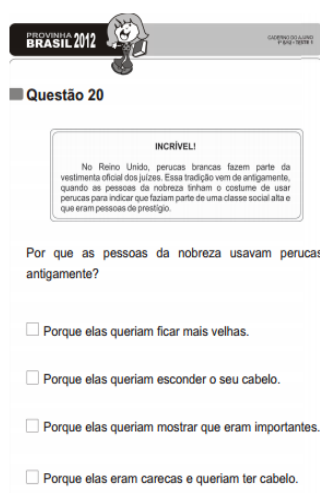 PROVINHA
BRASIL 2012
CADERNO DO ALUNO
Questão 20
INCRÍVEL!
No Reino Unido, perucas brancas fazem parte da
vestimenta oficial dos juízes. Essa tradição vem de antigamente,
quando as pessoas da nobreza tinham o costume de usar
perucas para indicar que faziam parte de uma classe social alta e
que eram pessoas de prestígio.
Por que as pessoas da nobreza usavam perucas
antigamente?
Porque elas queriam ficar mais velhas.
Porque elas queriam esconder o seu cabelo.
Porque elas queriam mostrar que eram importantes.
Porque elas eram carecas e queriam ter cabelo.